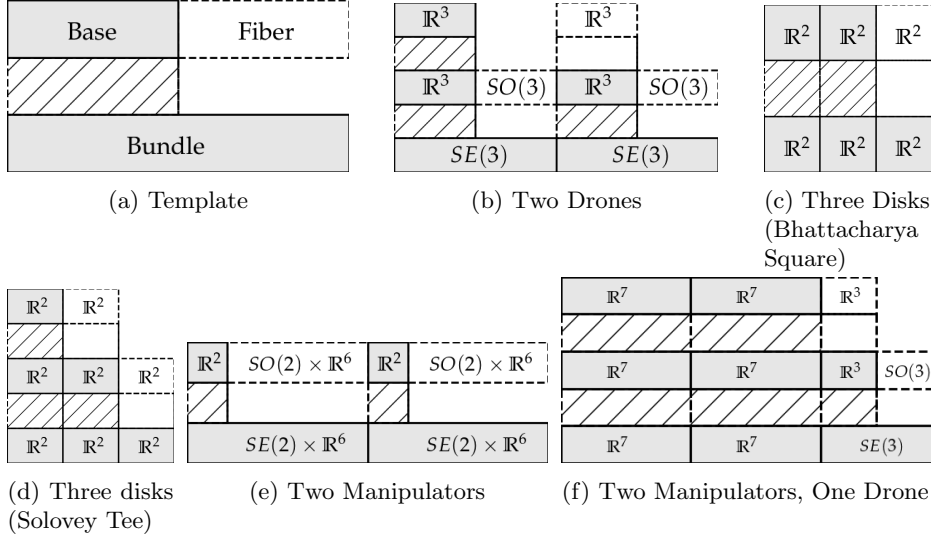 Base Fiber
Bundle
(a) Template
ℝ³ ℝ³
ℝ³ SO(3) ℝ³ SO(3)
SE(3) SE(3)
(b) Two Drones
ℝ² ℝ² ℝ²
ℝ² ℝ² ℝ²
(c) Three Disks
(Bhattacharya
Square)
ℝ² ℝ²
ℝ² ℝ² ℝ²
ℝ² ℝ² ℝ²
(d) Three disks
(Solovey Tee)
ℝ² SO(2) × ℝ⁶ ℝ² SO(2) × ℝ⁶
SE(2) × ℝ⁶ SE(2) × ℝ⁶
(e) Two Manipulators
ℝ⁷ ℝ⁷ ℝ³
ℝ⁷ ℝ⁷ ℝ³ SO(3)
ℝ⁷ ℝ⁷ SE(3)
(f) Two Manipulators, One Drone